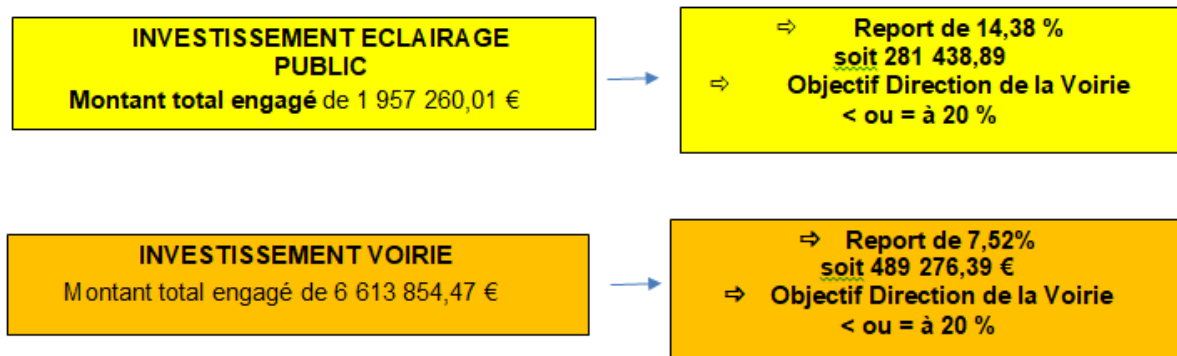 INVESTISSEMENT ECLAIRAGE
PUBLIC
Montant total engagé de 1 957 260,01 €
⇨ Report de 14,38 %
soit 281 438,89
⇨ Objectif Direction de la Voirie
< ou = à 20 %
INVESTISSEMENT VOIRIE
Montant total engagé de 6 613 854,47 €
⇨ Report de 7,52%
soit 489 276,39 €
⇨ Objectif Direction de la Voirie
< ou = à 20 %